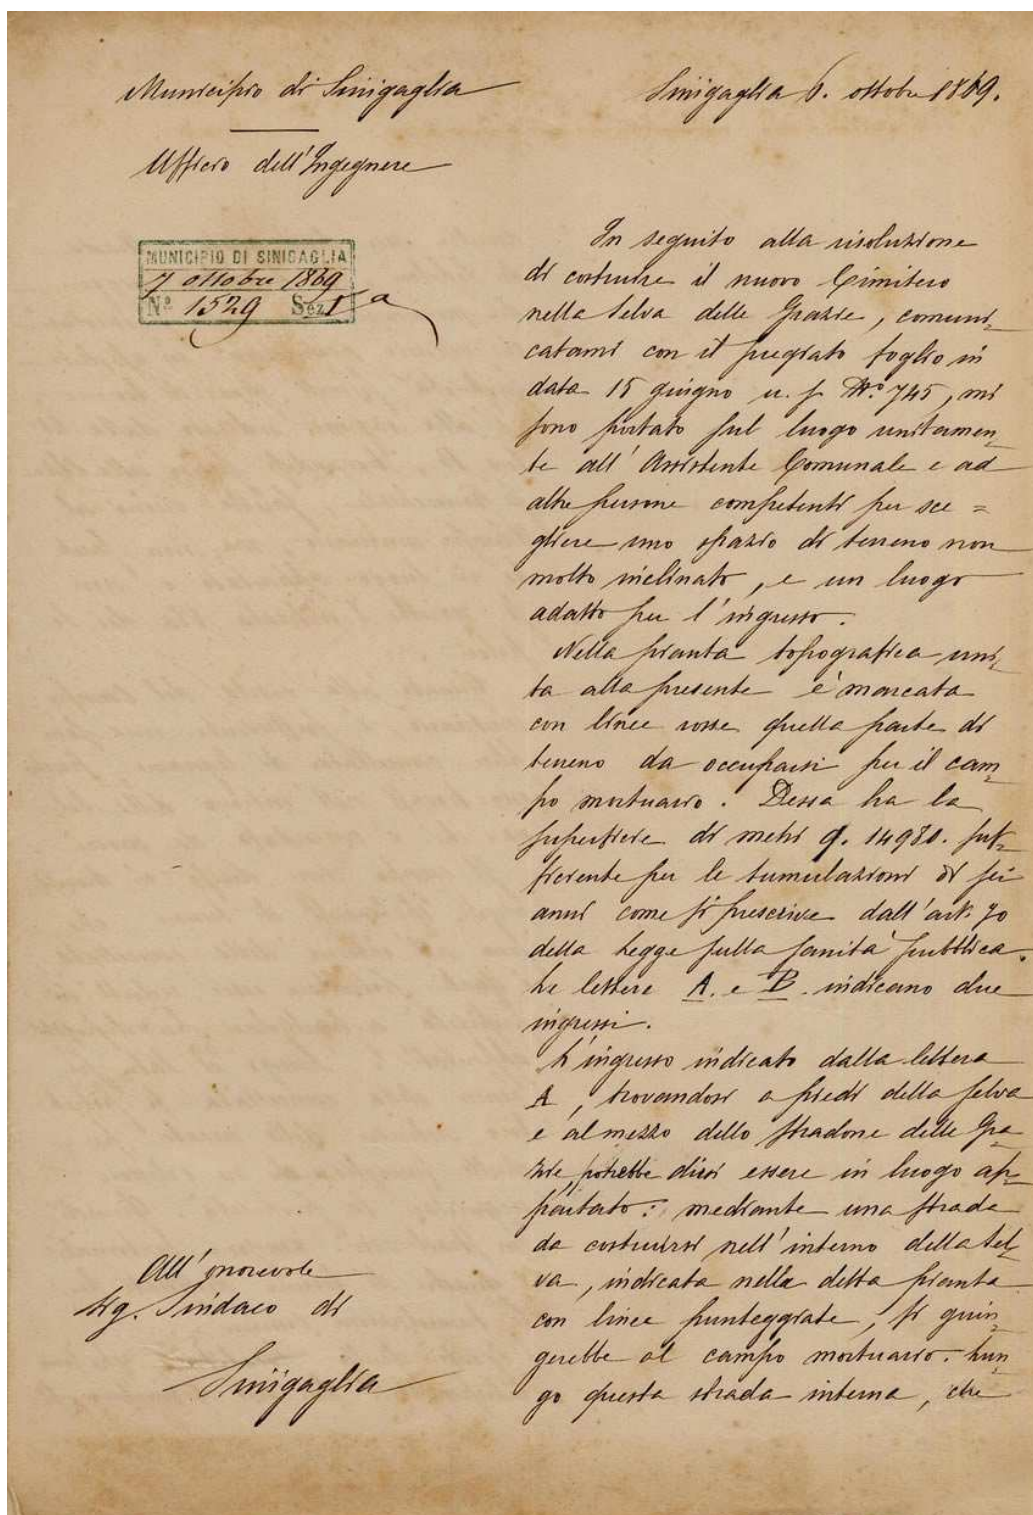 Municipio di Sinigaglia
Ufficio dell'Ingegnere
MUNICIPIO DI SINIGAGLIA
7 ottobre 1869
Nº 1529 Sez. Iª
Sinigaglia 6. ottobre 1869.
In seguito alla risoluzione
di costruire il nuovo Cimitero
nella Selva delle Grazie, comuni=
catami con il pregiato foglio in
data 15 giugno u. p. Nº. 745, mi
sono portato sul luogo unitamen=
te all'Assistente Comunale e ad
altre persone competenti per sce=
gliere uno spazio di terreno non
molto inclinato, e un luogo
adatto per l'ingresso.
Nella pianta topografica uni=
ta alla presente è marcata
con linee rosse quella parte di
terreno da occuparsi per il cam=
po mortuario. Dessa ha la
superficie di metri q. 14980. suf=
ficiente per le tumulazioni di sei
anni come si prescrive dall'art. 70
della Legge sulla sanità pubblica.
Le lettere A. e B. indicano due
ingressi.
L'ingresso indicato dalla lettera
A, trovandosi a piedi della selva
e al mezzo dello stradone delle Gra=
zie, potrebbe dirsi essere in luogo ap=
partato: mediante una strada
da costruirsi nell'interno della Sel=
va, indicata nella detta pianta
con linee punteggiate, si giun=
gerebbe al campo mortuario. Lun=
go questa strada interna, che
All'onorevole
Sig. Sindaco di
Sinigaglia